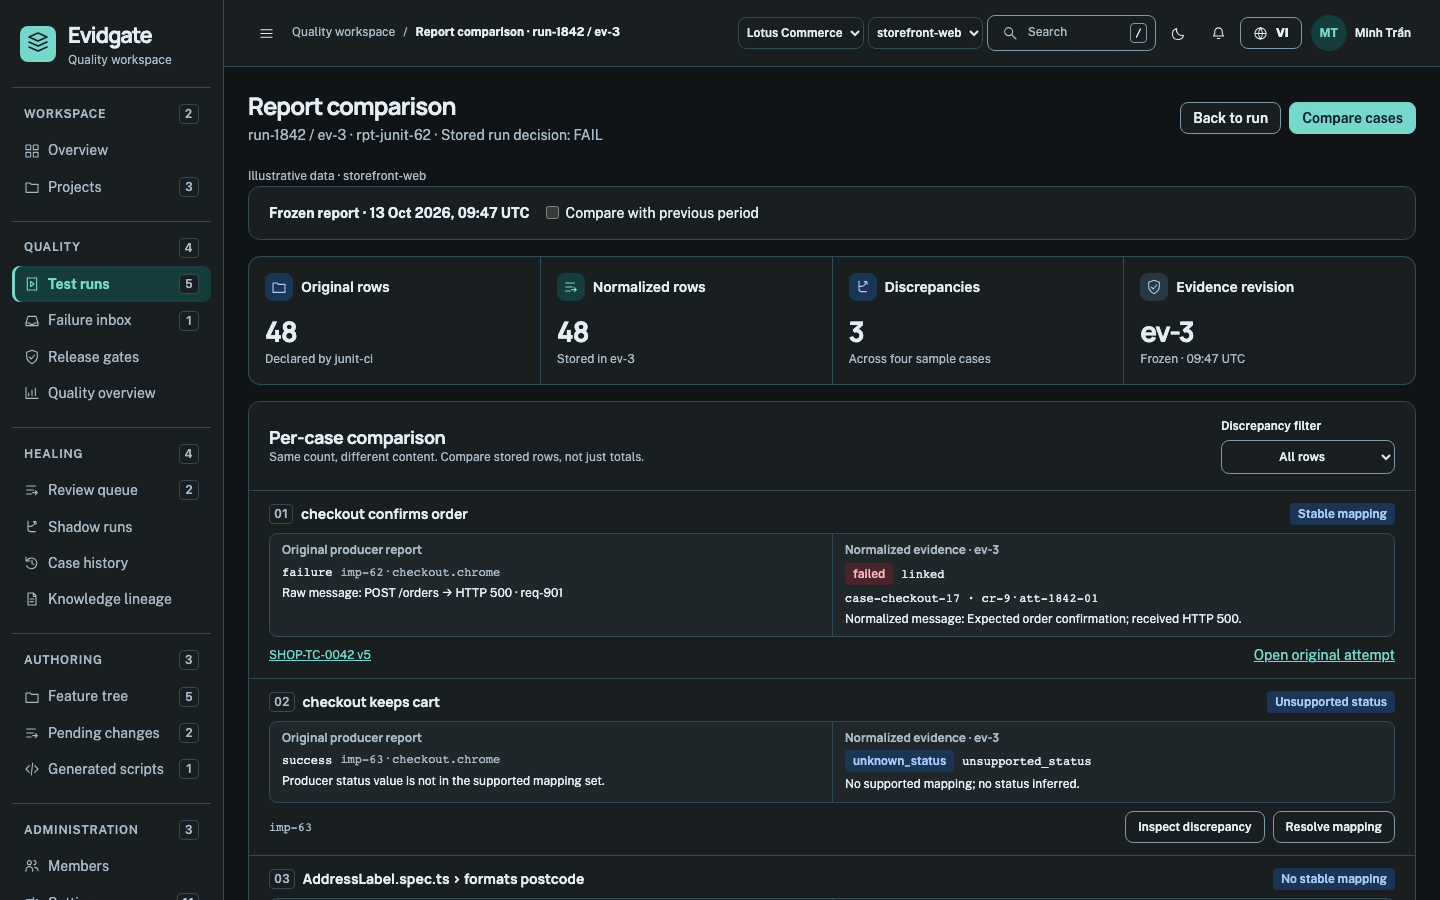 Evidgate
Quality workspace
WORKSPACE 2
Overview
Projects 3
QUALITY 4
Test runs 5
Failure inbox 1
Release gates
Quality overview
HEALING 4
Review queue 2
Shadow runs
Case history
Knowledge lineage
AUTHORING 3
Feature tree 5
Pending changes 2
Generated scripts 1
ADMINISTRATION 3
Members
Quality workspace / Report comparison · run-1842 / ev-3
Lotus Commerce
storefront-web
Search /
VI
MT Minh Trần
Report comparison
run-1842 / ev-3 · rpt-junit-62 · Stored run decision: FAIL
Back to run
Compare cases
Illustrative data · storefront-web
Frozen report · 13 Oct 2026, 09:47 UTC
Compare with previous period
Original rows
48
Declared by junit-ci
Normalized rows
48
Stored in ev-3
Discrepancies
3
Across four sample cases
Evidence revision
ev-3
Frozen · 09:47 UTC
Per-case comparison
Same count, different content. Compare stored rows, not just totals.
Discrepancy filter
All rows
01 checkout confirms order
Stable mapping
Original producer report
failure imp-62 · checkout.chrome
Raw message: POST /orders → HTTP 500 · req-901
Normalized evidence · ev-3
failed linked
case-checkout-17 · cr-9 · att-1842-01
Normalized message: Expected order confirmation; received HTTP 500.
SHOP-TC-0042 v5
Open original attempt
02 checkout keeps cart
Unsupported status
Original producer report
success imp-63 · checkout.chrome
Producer status value is not in the supported mapping set.
Normalized evidence · ev-3
unknown_status unsupported_status
No supported mapping; no status inferred.
imp-63
Inspect discrepancy
Resolve mapping
03 AddressLabel.spec.ts › formats postcode
No stable mapping